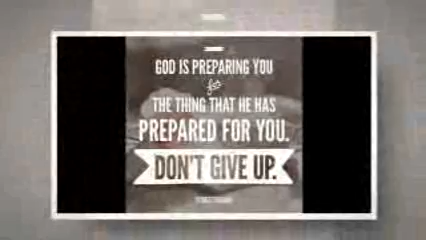 GOD IS PREPARING YOU
for
THE THING THAT HE HAS
PREPARED FOR YOU.
DON'T GIVE UP.